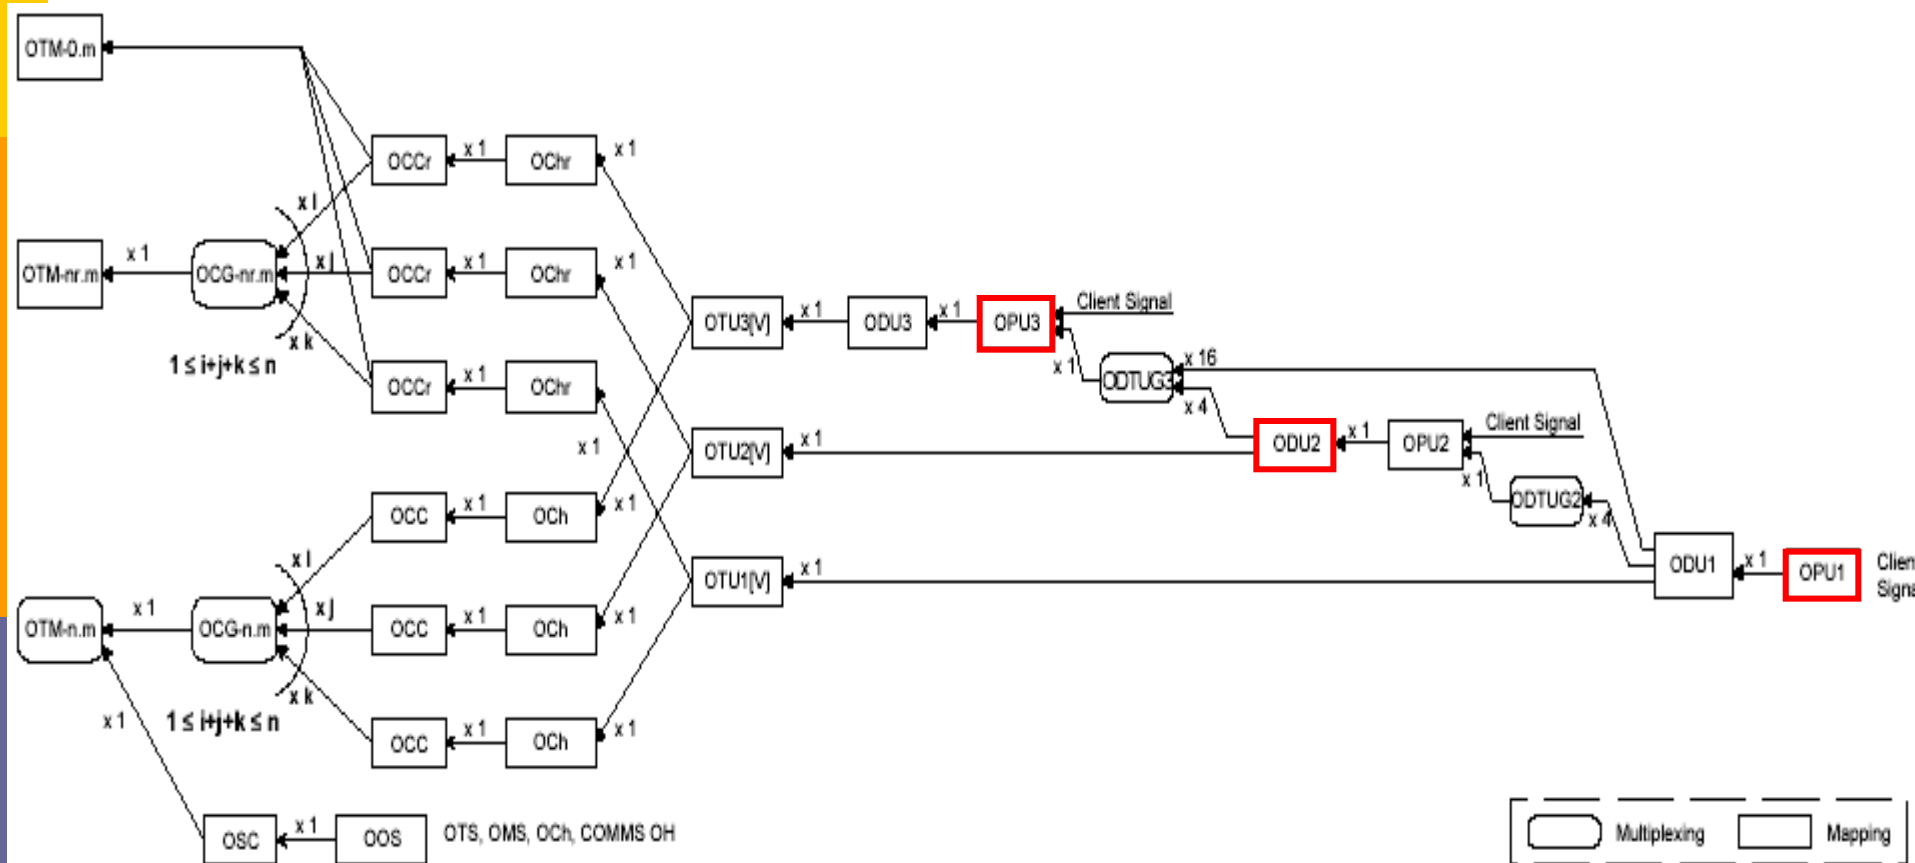 OTM-0.m
OCCr
x 1
OChr
x 1
x i
OTM-nr.m
x 1
OCG-nr.m
x j
OCCr
x 1
OChr
x 1
x k
1 ≤ i+j+k ≤ n
OCCr
x 1
OChr
x 1
OTU3[V]
x 1
ODU3
x 1
OPU3
Client Signal
x 1
ODTUG3
x 16
x 4
OTU2[V]
x 1
ODU2
x 1
OPU2
Client Signal
x 1
ODTUG2
x 4
OTU1[V]
x 1
ODU1
x 1
OPU1
Clien
Signa
OCC
x 1
OCh
x 1
x i
OTM-n.m
x 1
OCG-n.m
x j
OCC
x 1
OCh
x 1
x k
1 ≤ i+j+k ≤ n
OCC
x 1
OCh
x 1
x 1
OSC
x 1
OOS
OTS, OMS, OCh, COMMS OH
Multiplexing
Mapping